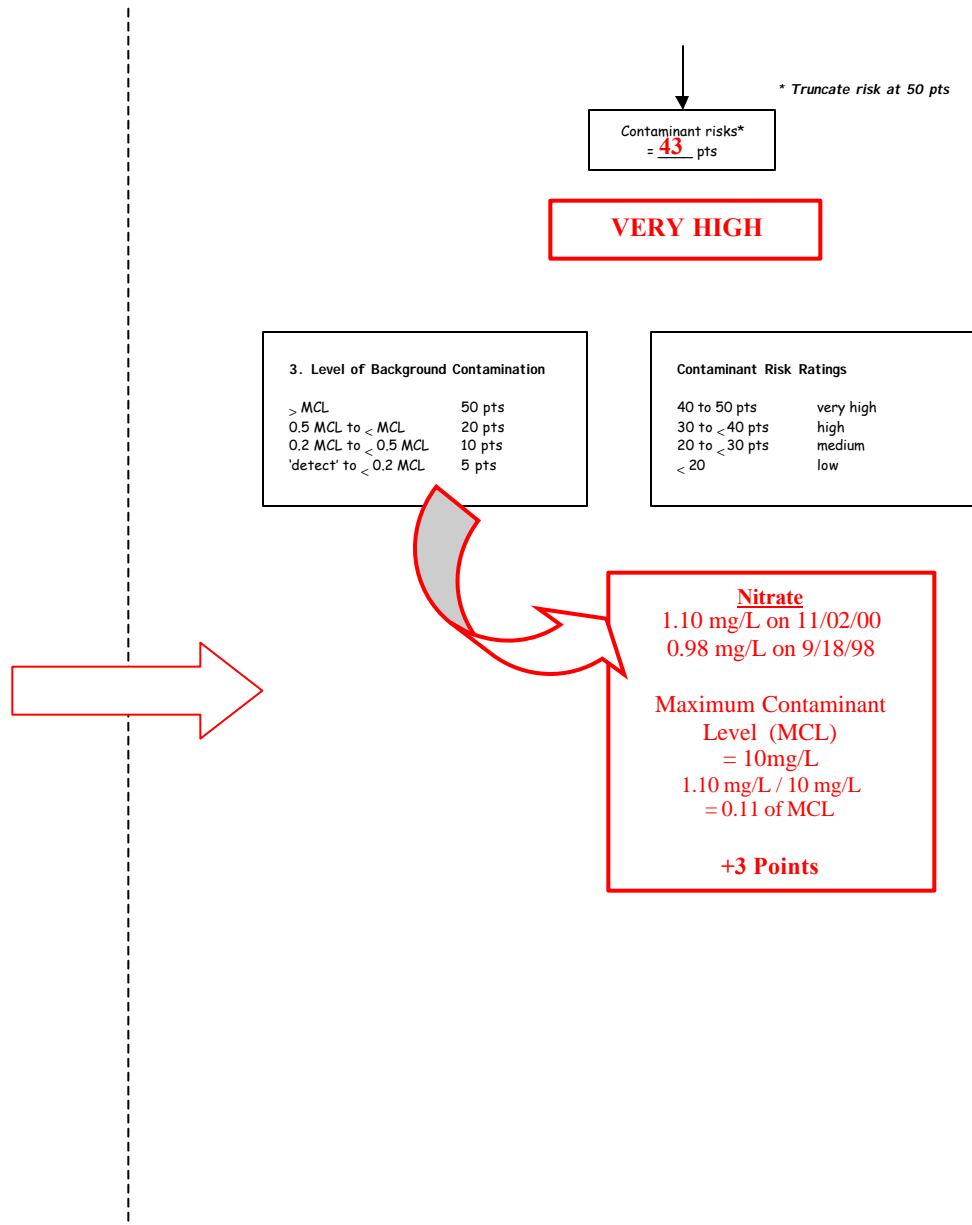 * Truncate risk at 50 pts
Contaminant risks*
= 43 pts
VERY HIGH
3. Level of Background Contamination
> MCL 50 pts
0.5 MCL to < MCL 20 pts
0.2 MCL to < 0.5 MCL 10 pts
'detect' to < 0.2 MCL 5 pts
Contaminant Risk Ratings
40 to 50 pts very high
30 to < 40 pts high
20 to < 30 pts medium
< 20 low
Nitrate
1.10 mg/L on 11/02/00
0.98 mg/L on 9/18/98
Maximum Contaminant
Level (MCL)
= 10mg/L
1.10 mg/L / 10 mg/L
= 0.11 of MCL
+3 Points